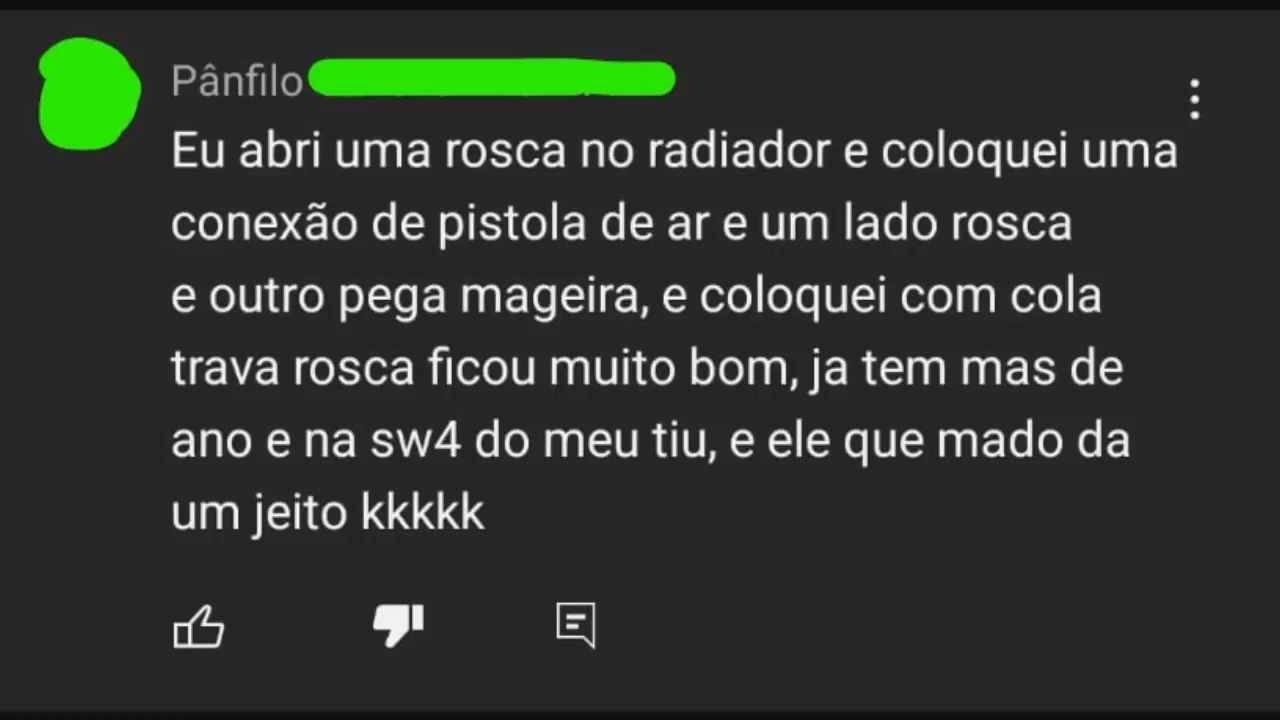 Pânfilo
Eu abri uma rosca no radiador e coloquei uma
conexão de pistola de ar e um lado rosca
e outro pega mageira, e coloquei com cola
trava rosca ficou muito bom, ja tem mas de
ano e na sw4 do meu tiu, e ele que mado da
um jeito kkkkk